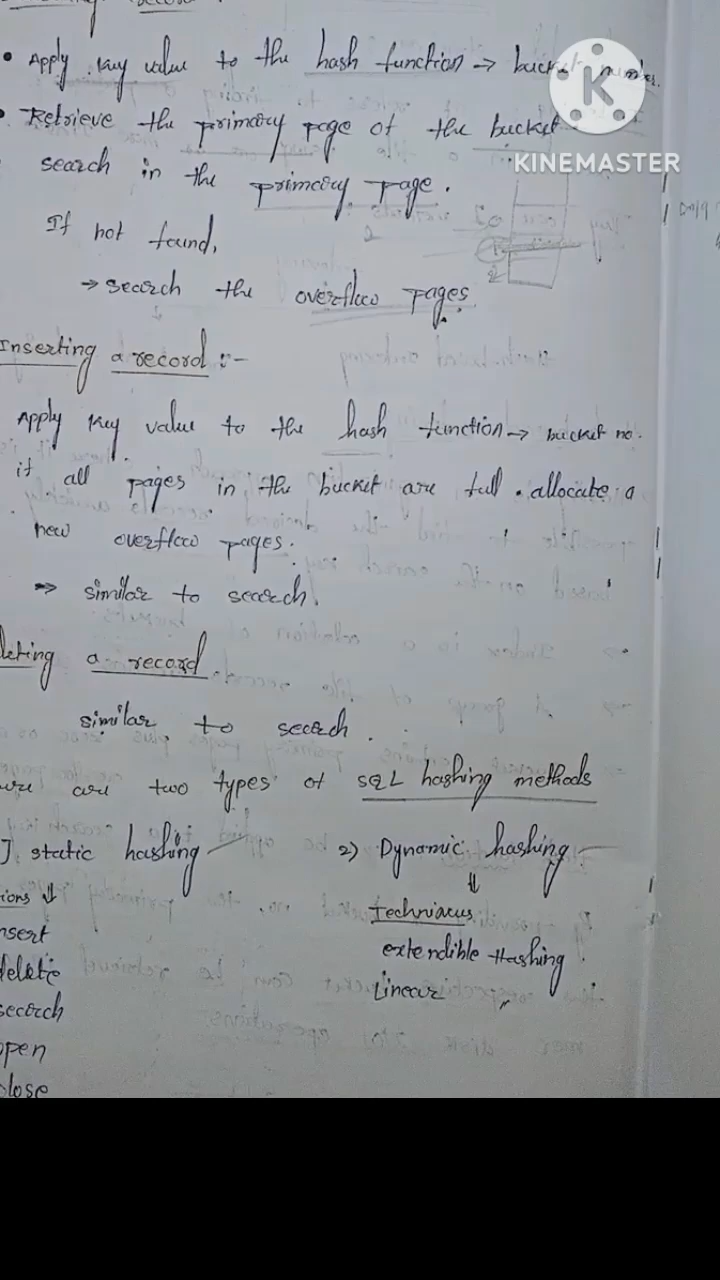 • Apply key value to the hash function → bucket number.
• Retrieve the primary page of the bucket.
search in the primary page.
If not found,
→ search the overflow pages.
Inserting a record :-
Apply key value to the hash function → bucket no.
if all pages in the bucket are full. allocate a
new overflow pages.
⇒ similar to search.
leting a record.
similar to search.
are two types of SQL hashing methods
] static hashing 2) Dynamic hashing
ions ↓ ⇓
nsert techniques
delete extendible Hashing
search Linear "
open
close
K
KINEMASTER